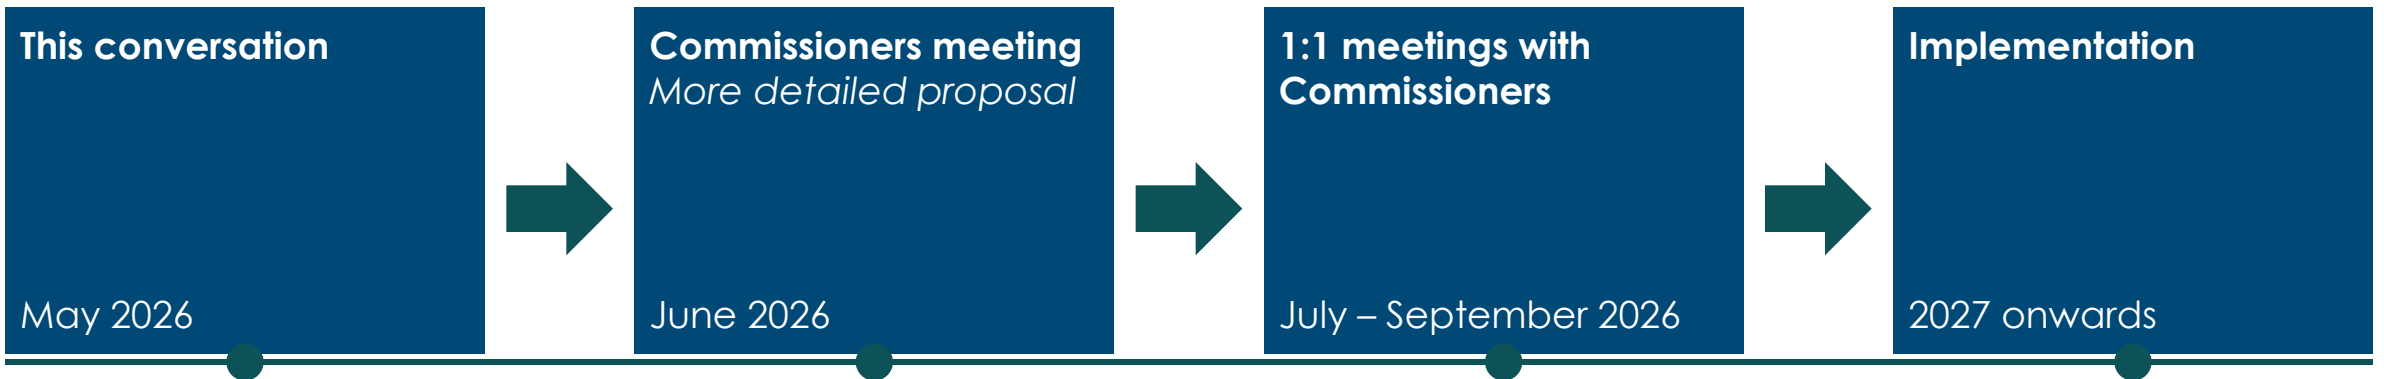 This conversation
May 2026
Commissioners meeting
More detailed proposal
June 2026
1:1 meetings with
Commissioners
July – September 2026
Implementation
2027 onwards